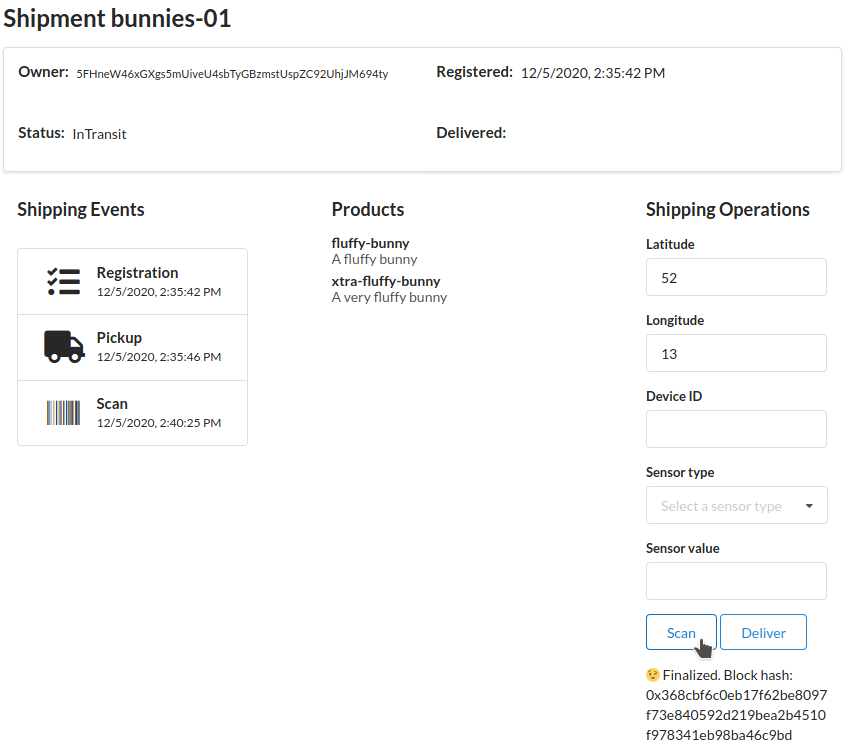 Shipment bunnies-01
Owner: 5FHneW46xGXgs5mUiveU4sbTyGBzmstUspZC92UhjJM694ty
Registered: 12/5/2020, 2:35:42 PM
Status: InTransit
Delivered:
Shipping Events
Registration
12/5/2020, 2:35:42 PM
Pickup
12/5/2020, 2:35:46 PM
Scan
12/5/2020, 2:40:25 PM
Products
fluffy-bunny
A fluffy bunny
xtra-fluffy-bunny
A very fluffy bunny
Shipping Operations
Latitude
52
Longitude
13
Device ID
Sensor type
Select a sensor type
Sensor value
Scan
Deliver
😉 Finalized. Block hash:
0x368cbf6c0eb17f62be8097
f73e840592d219bea2b4510
f978341eb98ba46c9bd